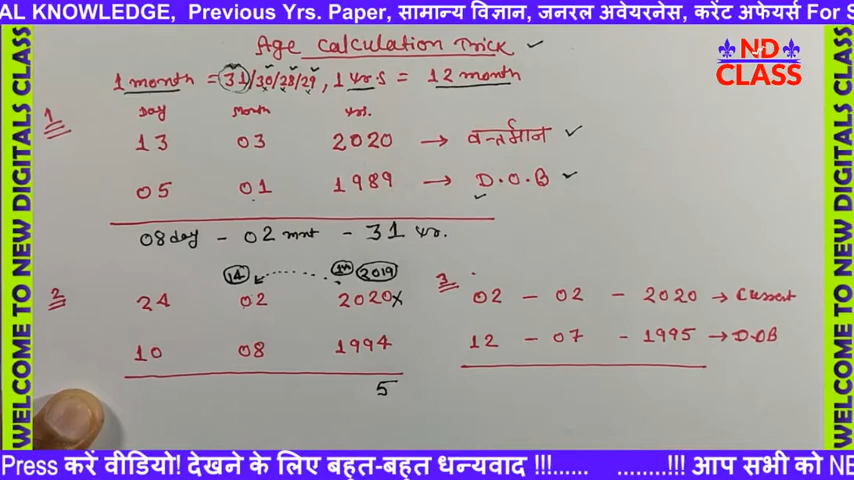 AL KNOWLEDGE, Previous Yrs. Paper, सामान्य विज्ञान, जनरल अवेयरनेस, करेंट अफेयर्स For S
Age Calculation Trick
ND
CLASS
1 month = 31/30/28/29, 1 yrs = 12 month
1
Day Month Yrs.
13 03 2020 → वर्न्तमान
05 01 1989 → D.O.B
08 day - 02 mnt - 31 yr.
14 2019
2
24 02 2020x
10 08 1994
5
3
02 - 02 - 2020 → Current
12 - 07 - 1995 → D.OB
WELCOME TO NEW DIGITALS CLASS
WELCOME TO NEW DIGITALS CLASS
Press करें वीडियो! देखने के लिए बहुत-बहुत धन्यवाद !!!...... ........!!! आप सभी को NE